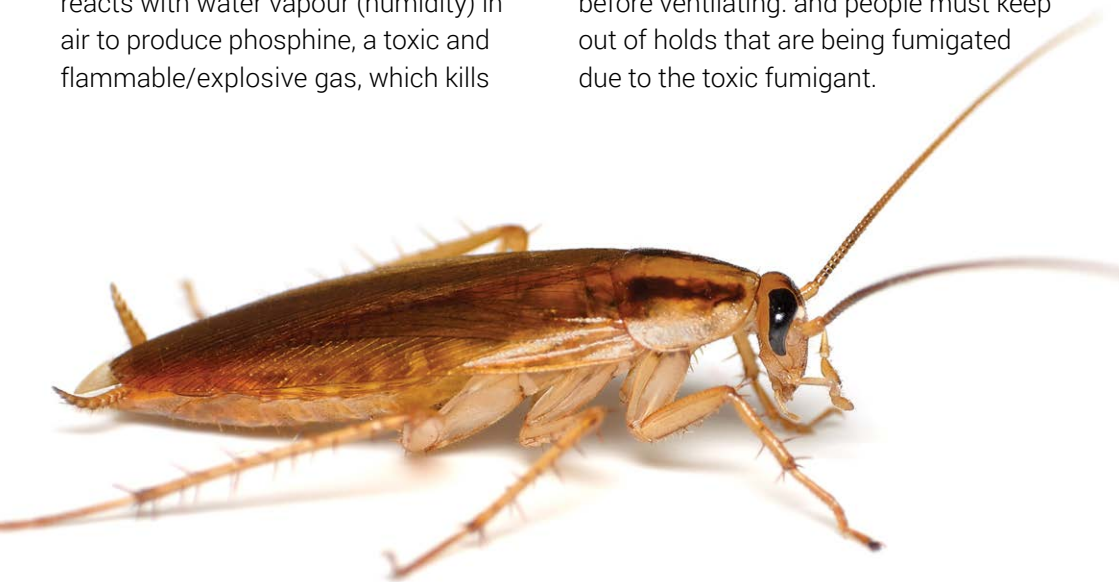 reacts with water vapour (humidity) in
air to produce phosphine, a toxic and
flammable/explosive gas, which kills
before ventilating. and people must keep
out of holds that are being fumigated
due to the toxic fumigant.